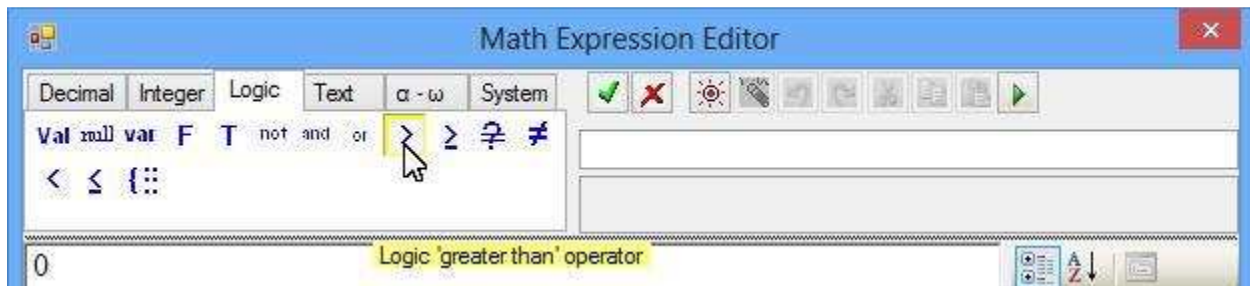 Math Expression Editor
Decimal Integer Logic Text α - ω System
Val null var F T not and or > ≥ ≠
< ≤ {
0
Logic 'greater than' operator
A
Z